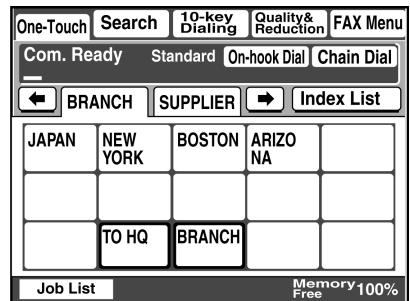 One-Touch Search 10-key Dialing Quality& Reduction FAX Menu
Com. Ready Standard On-hook Dial Chain Dial
BRANCH SUPPLIER Index List
JAPAN NEW YORK BOSTON ARIZO NA
TO HQ BRANCH
Job List Memory Free 100%